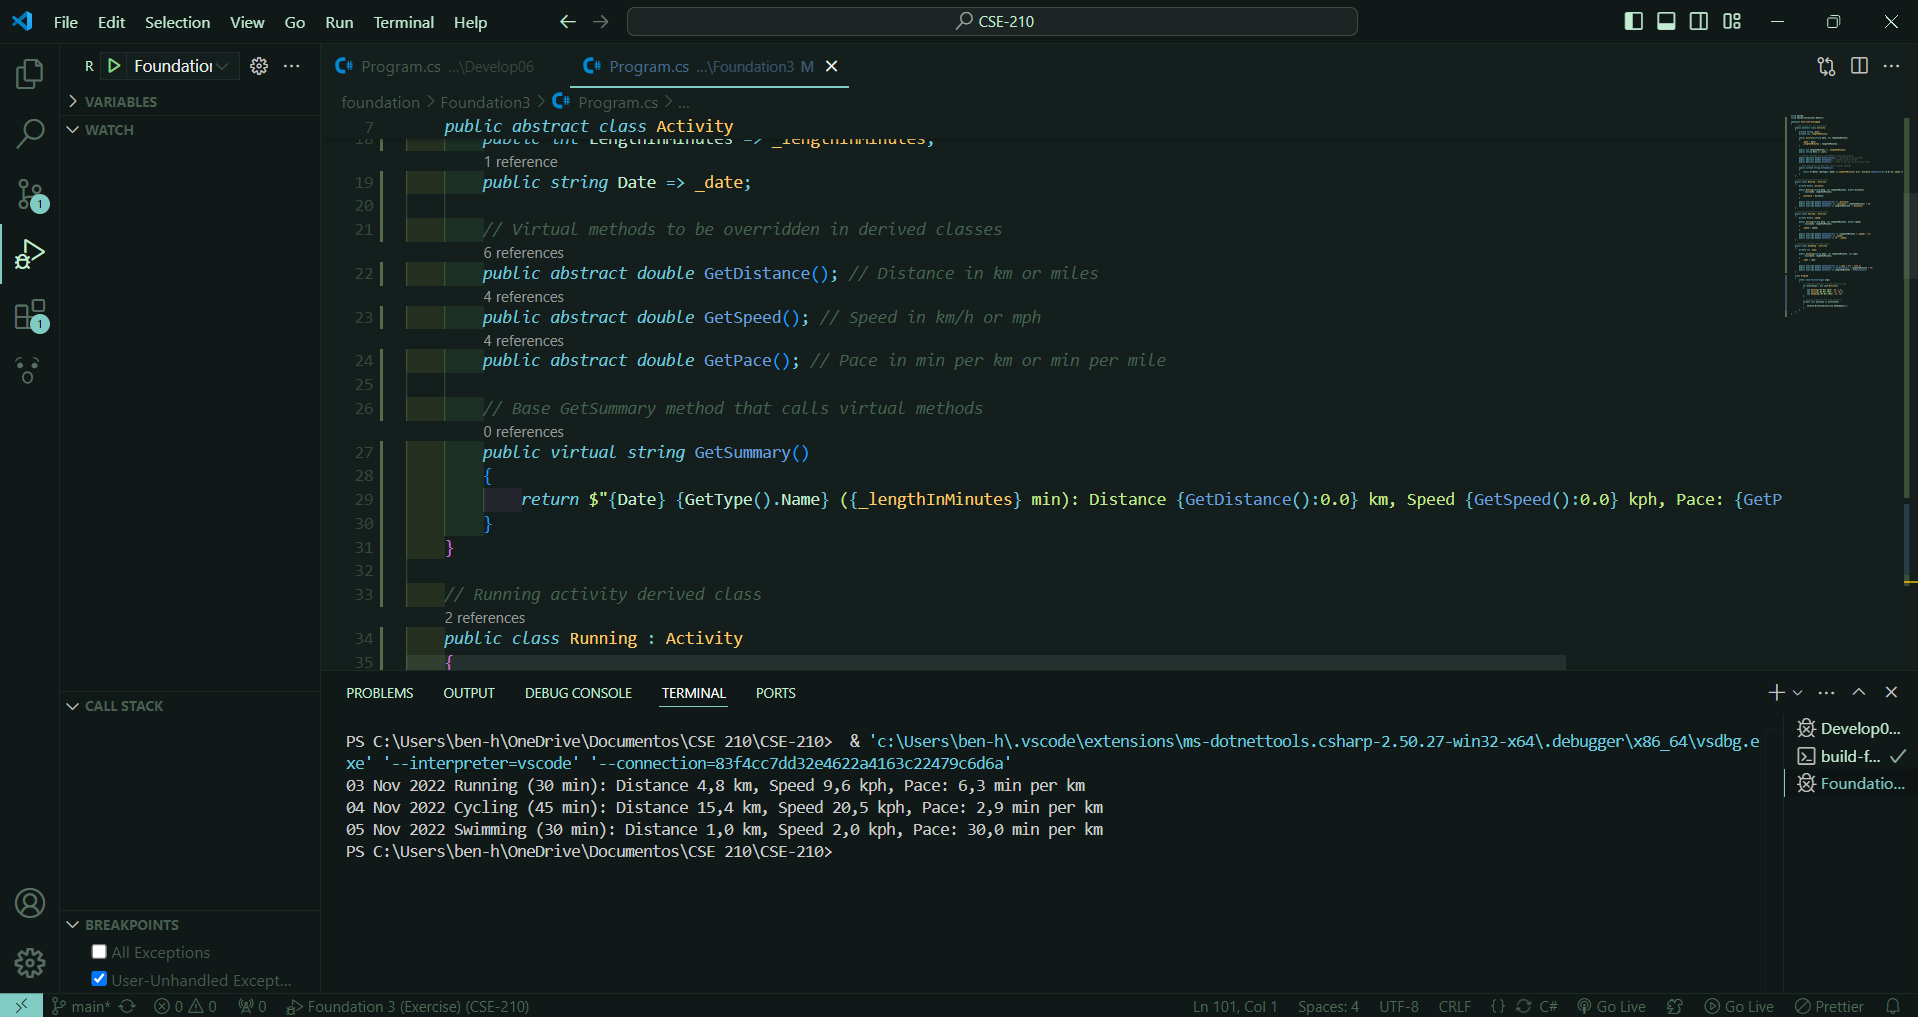 File Edit Selection View Go Run Terminal Help
CSE-210
R Foundatior
Program.cs ...\Develop06
Program.cs ...\Foundation3 M
VARIABLES
WATCH
foundation > Foundation3 > Program.cs > ...
7 public abstract class Activity
18 public int LengthInMinutes => _lengthInMinutes;
1 reference
19 public string Date => _date;
20
21 // Virtual methods to be overridden in derived classes
6 references
22 public abstract double GetDistance(); // Distance in km or miles
4 references
23 public abstract double GetSpeed(); // Speed in km/h or mph
4 references
24 public abstract double GetPace(); // Pace in min per km or min per mile
25
26 // Base GetSummary method that calls virtual methods
0 references
27 public virtual string GetSummary()
28 {
29 return $"{Date} {GetType().Name} ({_lengthInMinutes} min): Distance {GetDistance():0.0} km, Speed {GetSpeed():0.0} kph, Pace: {GetP
30 }
31 }
32
33 // Running activity derived class
2 references
34 public class Running : Activity
35 {
CALL STACK
BREAKPOINTS
All Exceptions
User-Unhandled Except...
PROBLEMS OUTPUT DEBUG CONSOLE TERMINAL PORTS
PS C:\Users\ben-h\OneDrive\Documentos\CSE 210\CSE-210> & 'c:\Users\ben-h\.vscode\extensions\ms-dotnettools.csharp-2.50.27-win32-x64\.debugger\x86_64\vsdbg.e
xe' '--interpreter=vscode' '--connection=83f4cc7dd32e4622a4163c22479c6d6a'
03 Nov 2022 Running (30 min): Distance 4,8 km, Speed 9,6 kph, Pace: 6,3 min per km
04 Nov 2022 Cycling (45 min): Distance 15,4 km, Speed 20,5 kph, Pace: 2,9 min per km
05 Nov 2022 Swimming (30 min): Distance 1,0 km, Speed 2,0 kph, Pace: 30,0 min per km
PS C:\Users\ben-h\OneDrive\Documentos\CSE 210\CSE-210>
Develop0...
build-f...
Foundatio...
1
1
main* 0 0 0 Foundation 3 (Exercise) (CSE-210) Ln 101, Col 1 Spaces: 4 UTF-8 CRLF {} C# Go Live Go Live Prettier